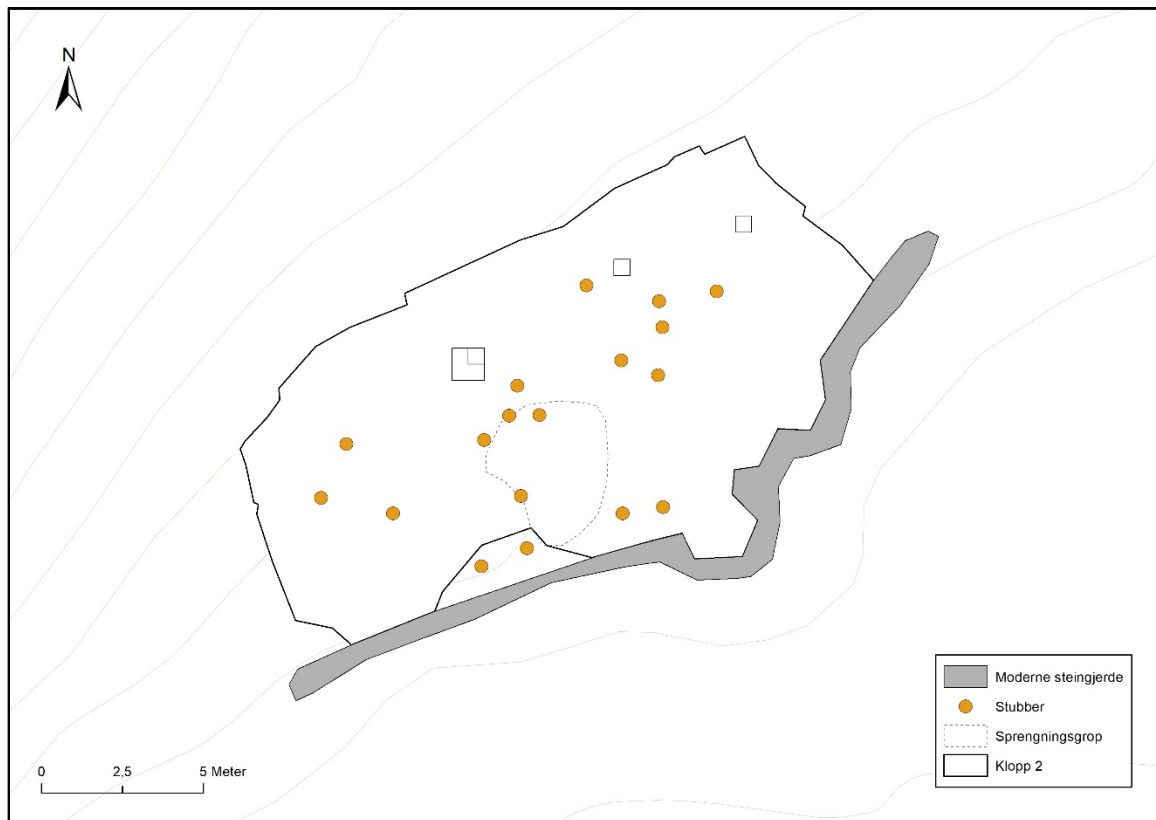 N
Moderne steingjerde
Stubber
Sprengningsgrop
Klopp 2
0 2,5 5 Meter